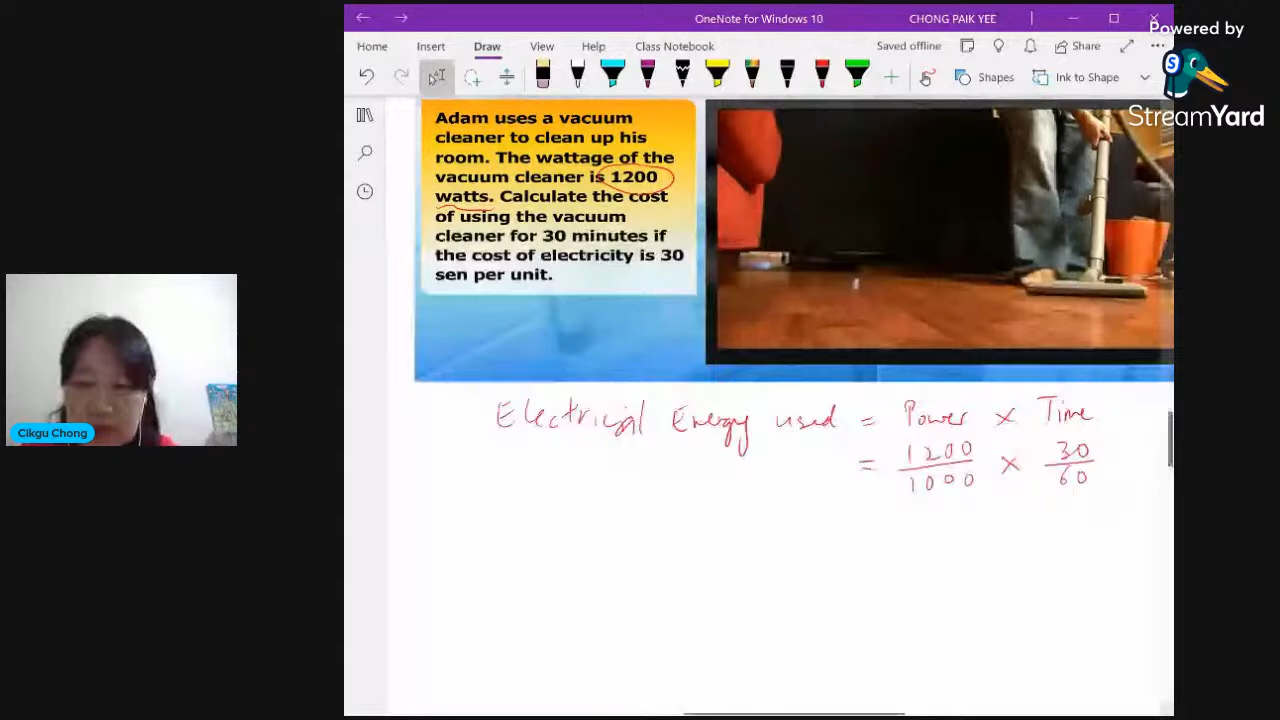 OneNote for Windows 10
CHONG PAIK YEE
Powered by
StreamYard
Home Insert Draw View Help Class Notebook
Saved offline
Share
Shapes
Ink to Shape
Adam uses a vacuum
cleaner to clean up his
room. The wattage of the
vacuum cleaner is 1200
watts. Calculate the cost
of using the vacuum
cleaner for 30 minutes if
the cost of electricity is 30
sen per unit.
Electrical Energy used = Power × Time
= 1200/1000 × 30/60
Cikgu Chong